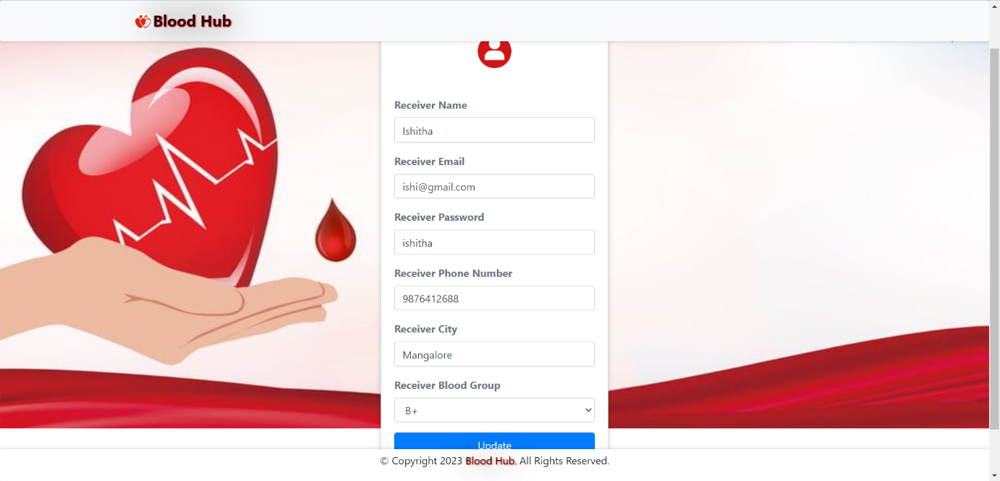 Blood Hub
Receiver Name
Ishitha
Receiver Email
ishi@gmail.com
Receiver Password
ishitha
Receiver Phone Number
9876412688
Receiver City
Mangalore
Receiver Blood Group
B+
Update
© Copyright 2023 Blood Hub. All Rights Reserved.